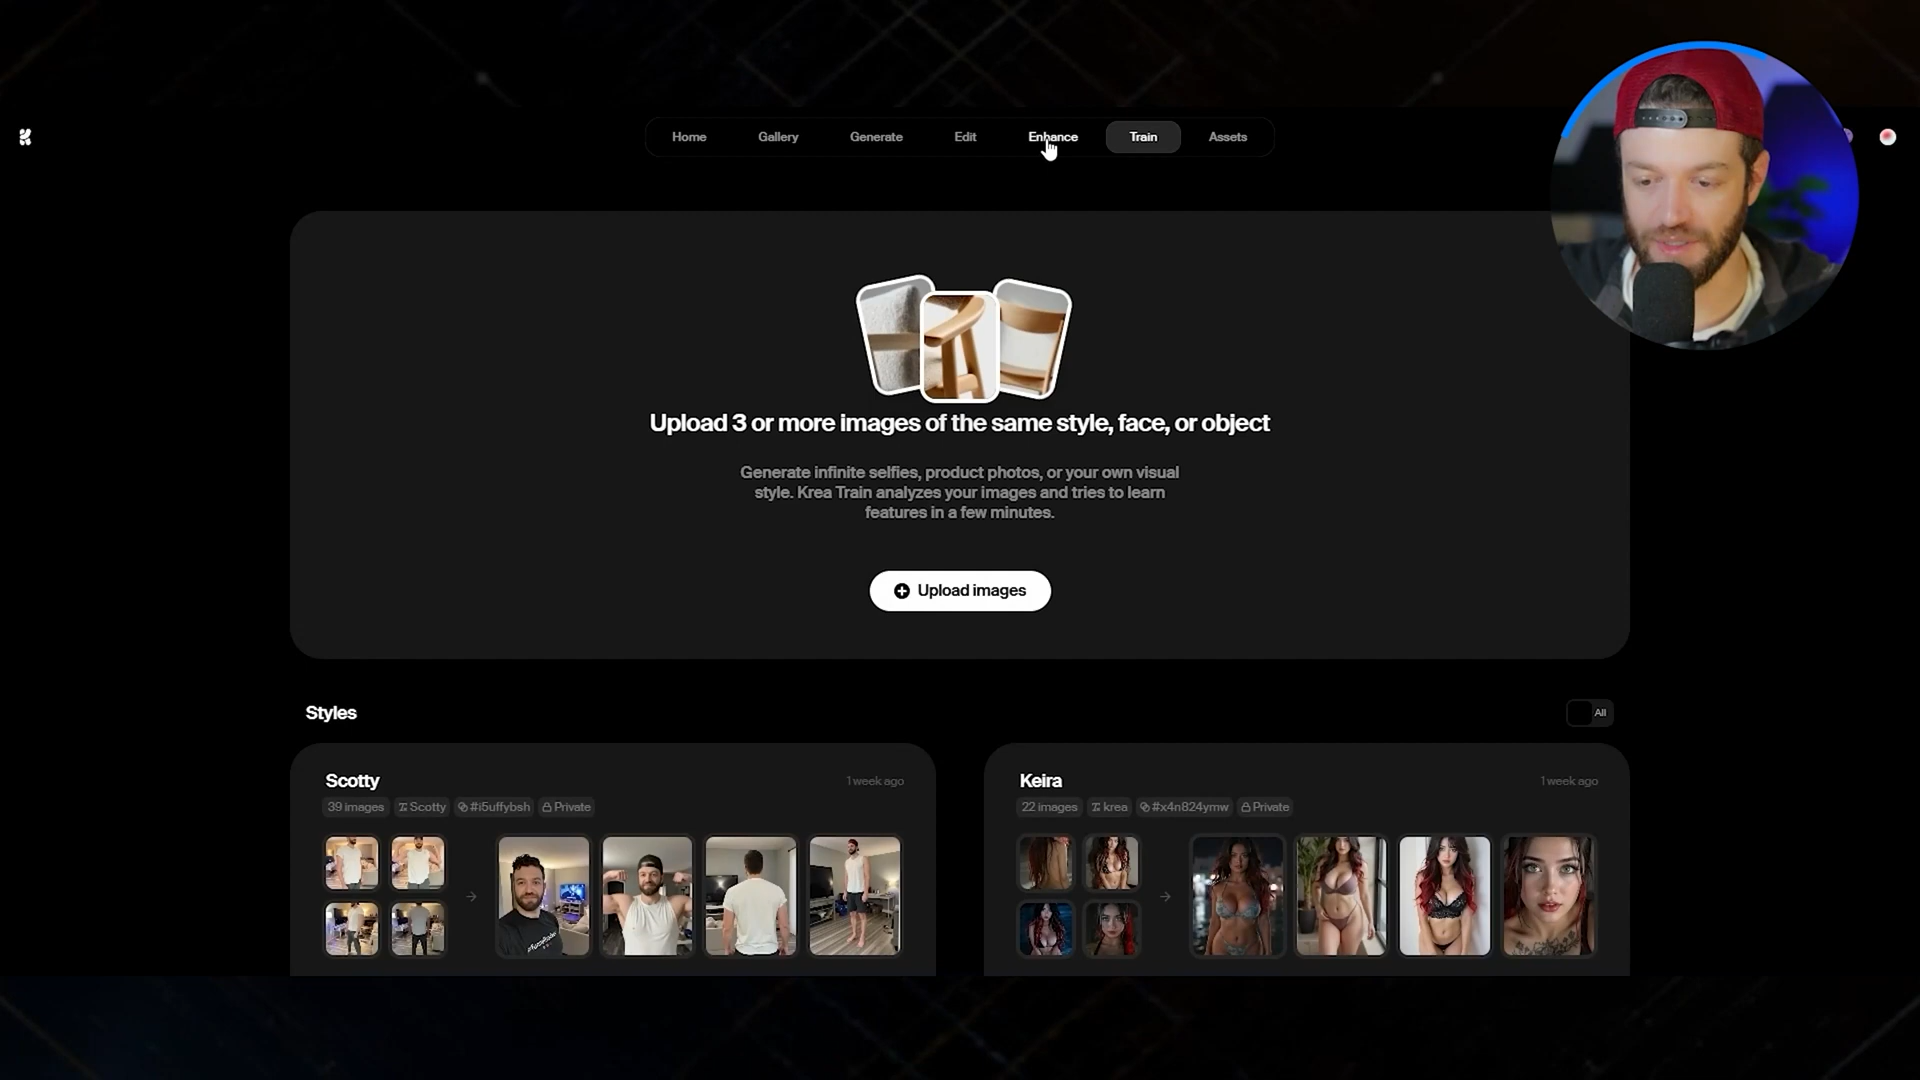 Home Gallery Generate Edit Enhance Train Assets
Upload 3 or more images of the same style, face, or object
Generate infinite selfies, product photos, or your own visual
style. Krea Train analyzes your images and tries to learn
features in a few minutes.
Upload images
Styles
All
Scotty
1 week ago
39 images Scotty #i5uffybsh Private
Keira
1 week ago
22 images krea #x4n824ymw Private